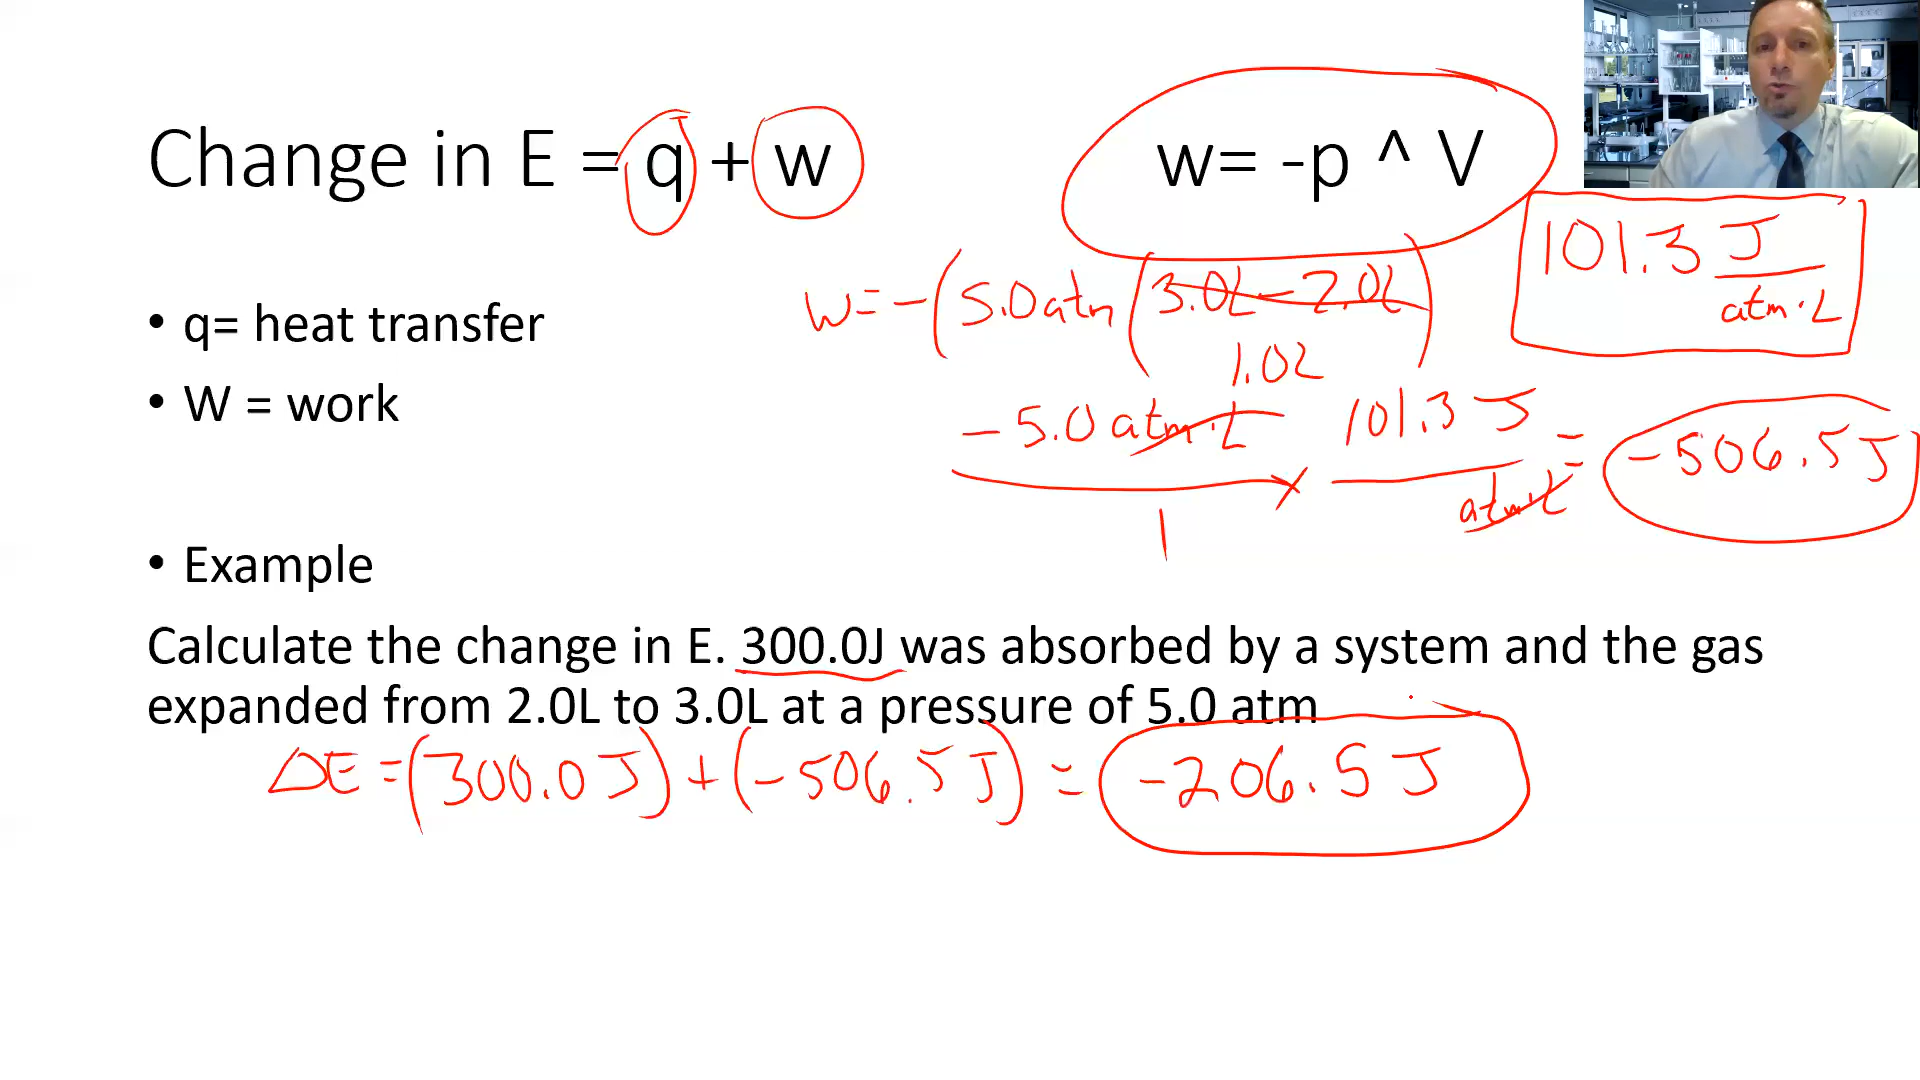 Change in E = q + w
w= -p ^ V
101.3 J
atm·L
• q= heat transfer
w = - (5.0 atm (3.0L - 2.0L)
1.0L
• W = work
- 5.0 atm·L × 101.3 J = -506.5 J
1 atm·L
• Example
Calculate the change in E. 300.0J was absorbed by a system and the gas
expanded from 2.0L to 3.0L at a pressure of 5.0 atm
ΔE = (300.0 J) + (-506.5 J) = -206.5 J